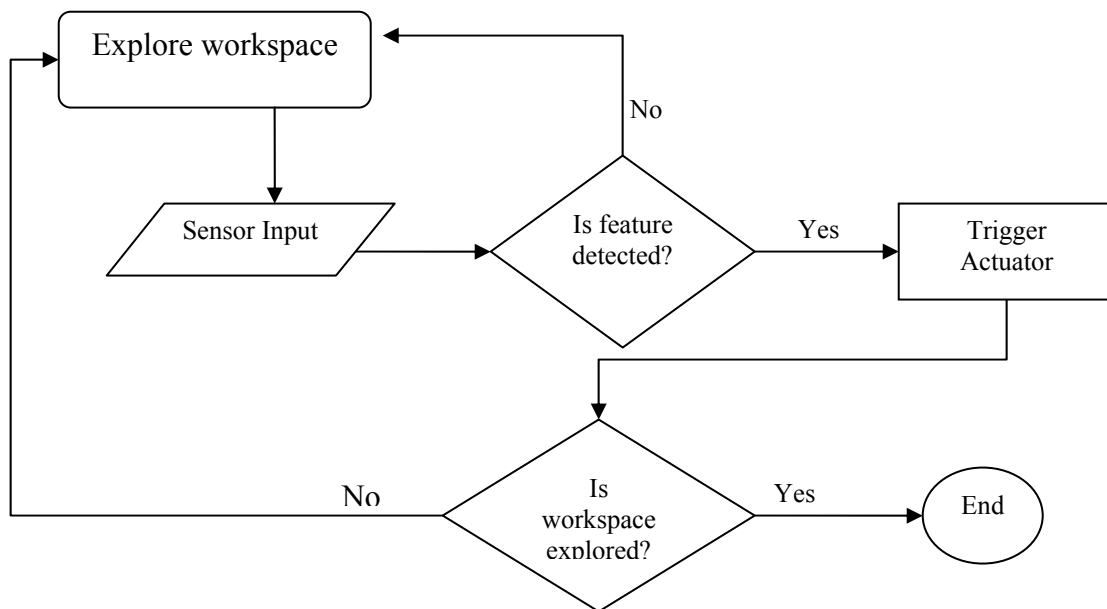 Explore workspace
No
Sensor Input
Is feature
detected?
Yes
Trigger
Actuator
No
Is
workspace
explored?
Yes
End